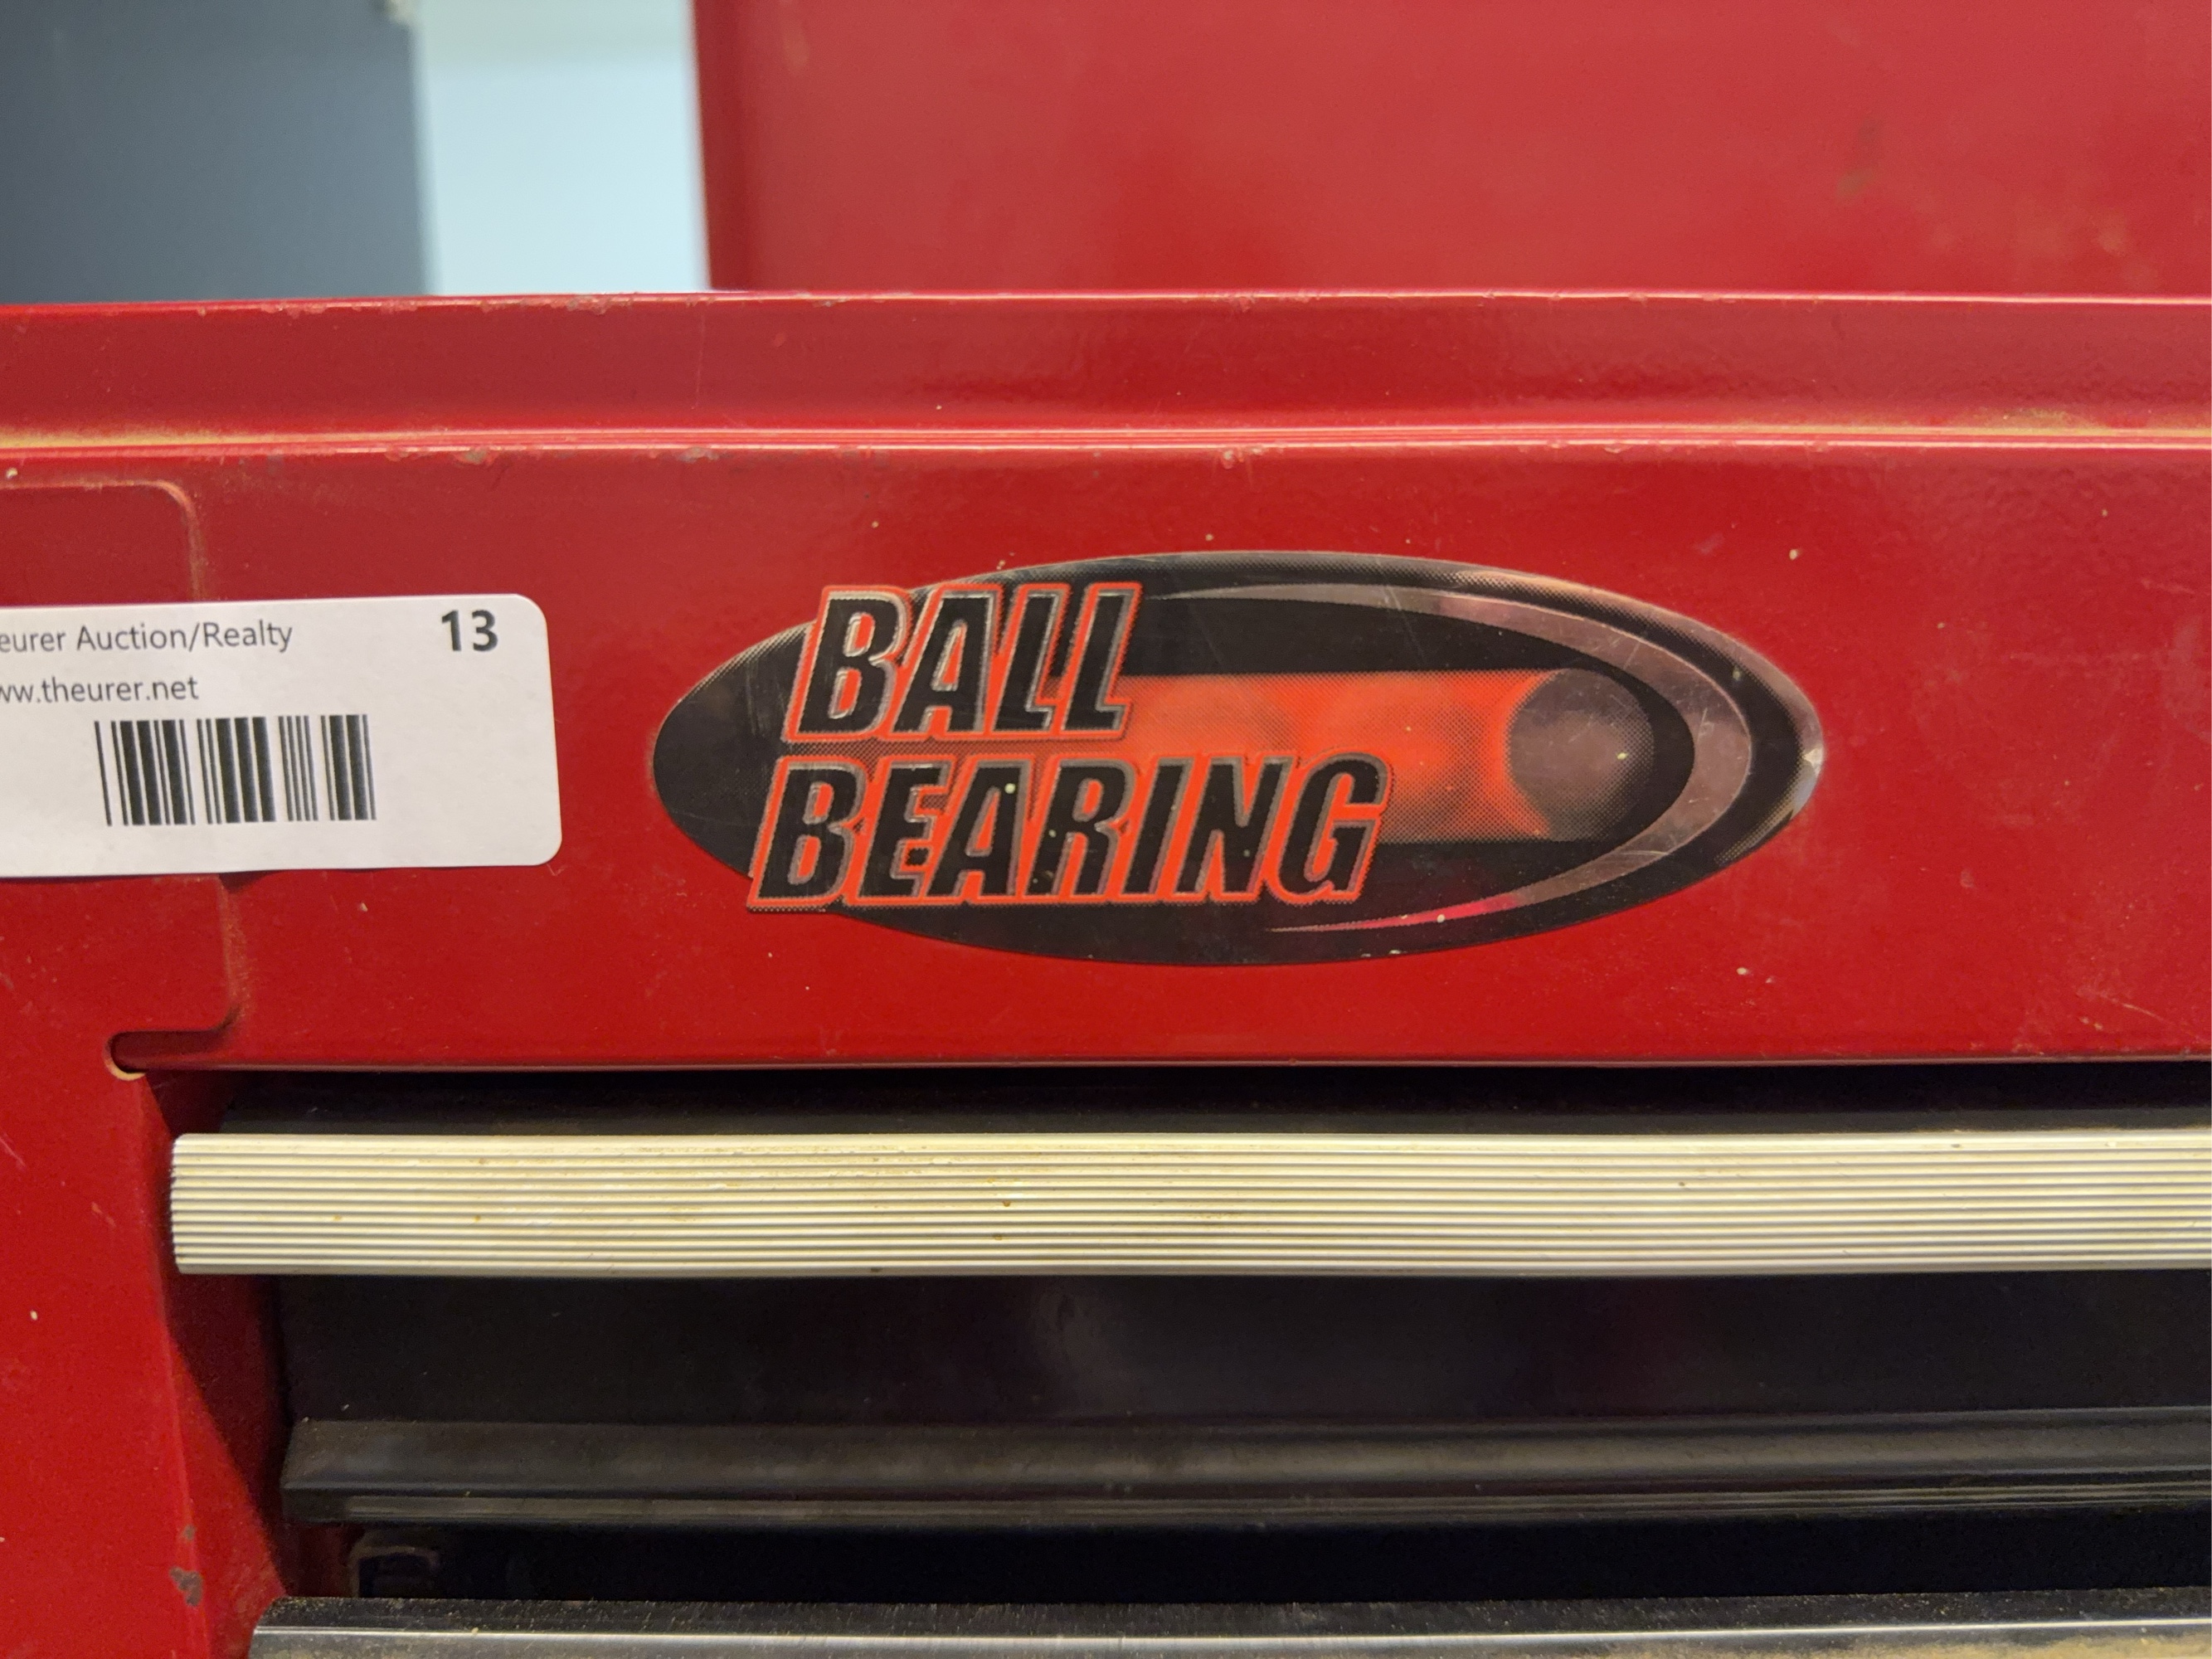 eurer Auction/Realty 13
ww.theurer.net
BALL
BEARING